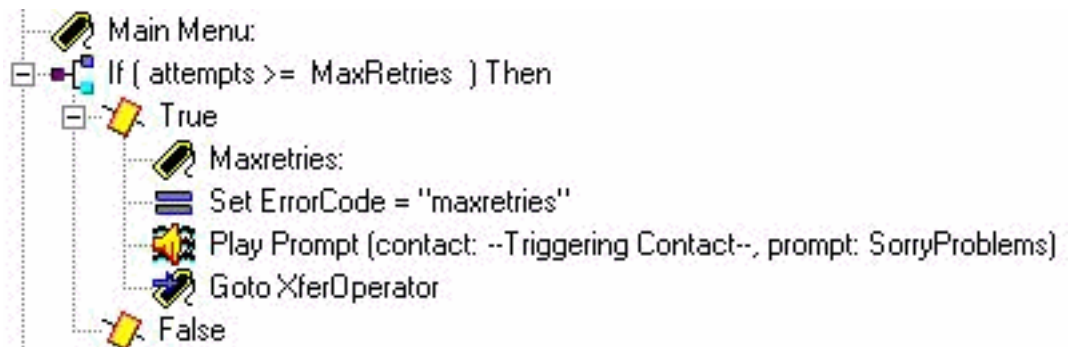 Main Menu:
If ( attempts >= MaxRetries ) Then
True
Maxretries:
Set ErrorCode = "maxretries"
Play Prompt (contact: --Triggering Contact--, prompt: SorryProblems)
Goto XferOperator
False